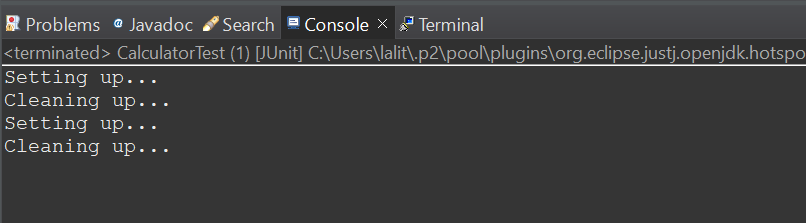 Problems Javadoc Search Console Terminal
<terminated> CalculatorTest (1) [JUnit] C:\Users\lalit\.p2\pool\plugins\org.eclipse.justj.openjdk.hotspo
Setting up...
Cleaning up...
Setting up...
Cleaning up...